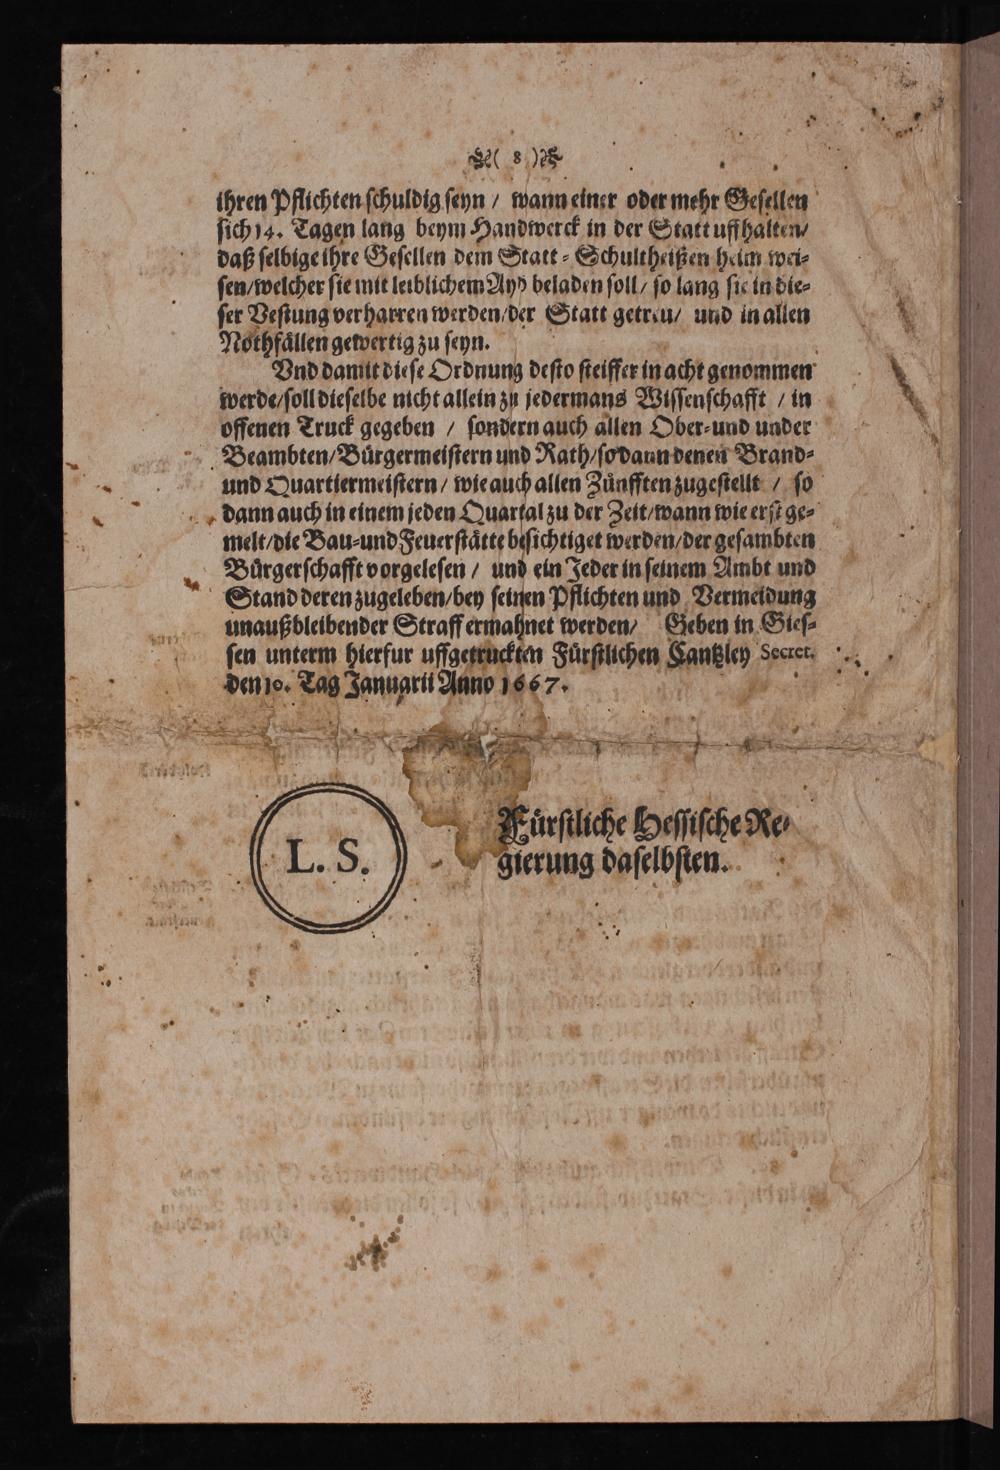 ( 8 )
ihren Pflichten schuldig seyn / wann einer oder mehr Gesellen
sich 14. Tagen lang beym Handwerck in der Statt uffhalten/
daß selbige ihre Gesellen dem Statt-Schultheißen heim wei-
sen/welcher sie mit leiblichem Ayd beladen soll/ so lang sie in die-
ser Vestung verharren werden/der Statt getreu/ und in allen
Nothfällen gewertig zu seyn.
Vnd damit diese Ordnung desto steiffer in acht genommen
werde/soll dieselbe nicht allein zu jedermans Wissenschafft / in
offenen Truck gegeben / sondern auch allen Ober-und under
Beambten/Bürgermeistern und Rath/sodann denen Brand-
und Quartiermeistern/ wie auch allen Zünfften zugestellt / so
dann auch in einem jeden Quartal zu der Zeit/wann wie erst ge-
melt/die Bau-und Feuerstätte besichtiget werden/der gesambten
Bürgerschafft vorgelesen / und ein Jeder in seinem Ambt und
Stand deren zugeleben/bey seinen Pflichten und Vermeidung
unaußbleibender Straff ermahnet werden/ Geben in Gies-
sen unterm hierfur uffgetruckten Fürstlichen Cantzley Secret.
den 10. Tag Januarii Anno 1667.
L. S.
Fürstliche Hessische Re-
gierung daselbsten.